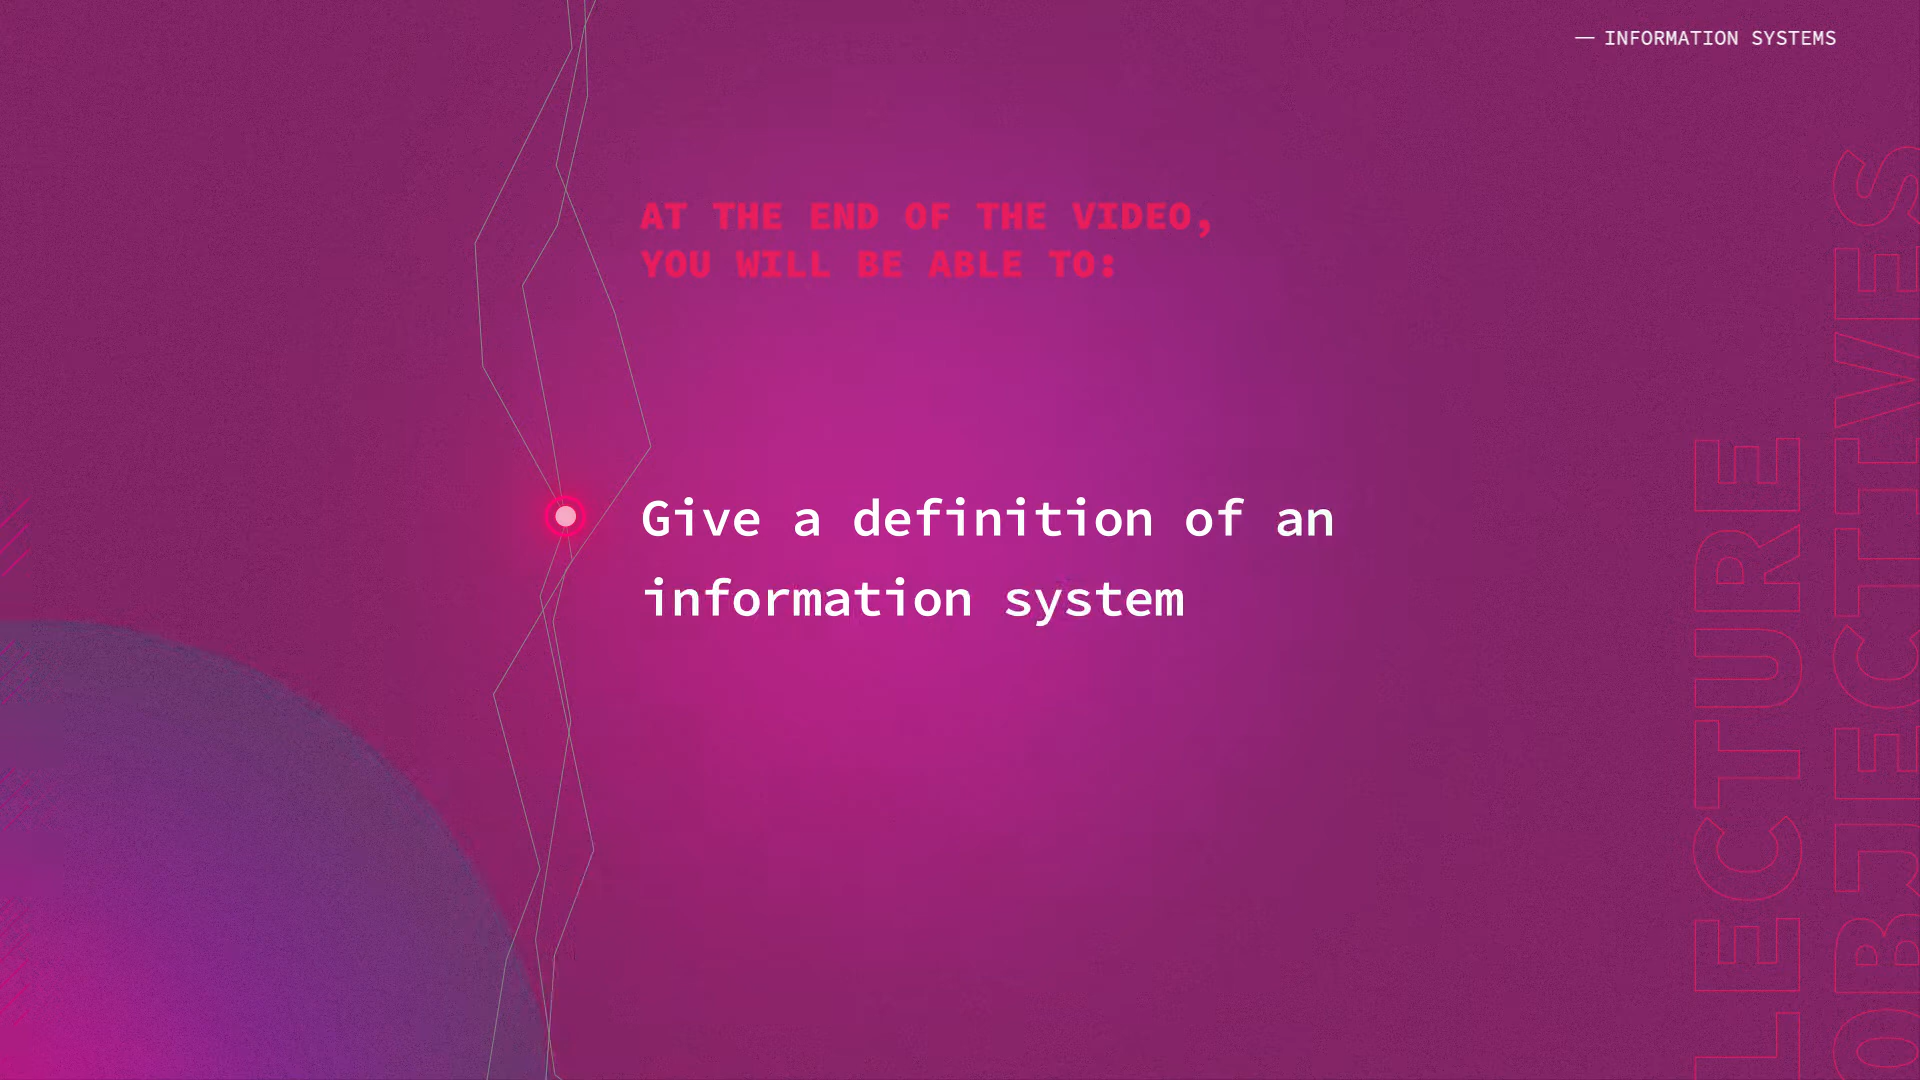 — INFORMATION SYSTEMS
AT THE END OF THE VIDEO,
YOU WILL BE ABLE TO:
Give a definition of an
information system
LECTURE
OBJECTIVES